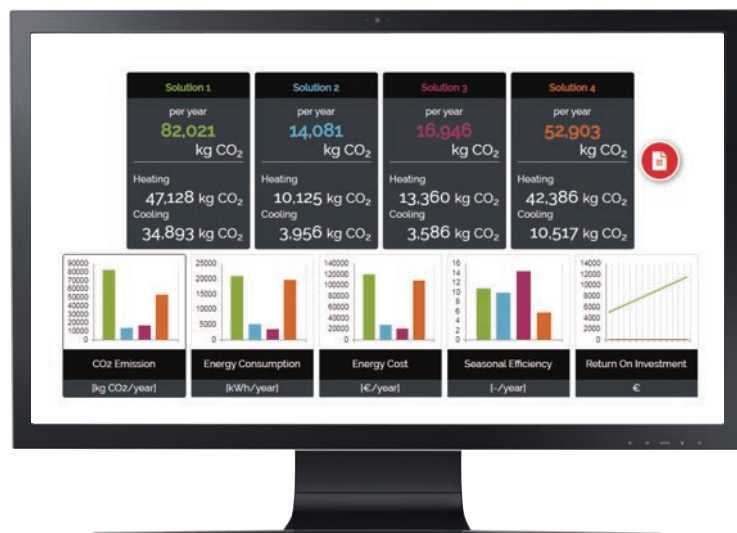 Solution 1
per year
82,021
kg CO₂
Heating
47,128 kg CO₂
Cooling
34,893 kg CO₂
Solution 2
per year
14,081
kg CO₂
Heating
10,125 kg CO₂
Cooling
3,956 kg CO₂
Solution 3
per year
16,946
kg CO₂
Heating
13,360 kg CO₂
Cooling
3,586 kg CO₂
Solution 4
per year
52,903
kg CO₂
Heating
42,386 kg CO₂
Cooling
10,517 kg CO₂
90000
80000
70000
60000
50000
40000
30000
20000
10000
0
CO2 Emission
[kg CO2/year]
25000
20000
15000
10000
5000
0
Energy Consumption
[kWh/year]
140000
120000
100000
80000
60000
40000
20000
0
Energy Cost
[€/year]
16
14
12
10
8
6
4
2
0
Seasonal Efficiency
[-/year]
14000
12000
10000
8000
6000
4000
2000
0
Return On Investment
€